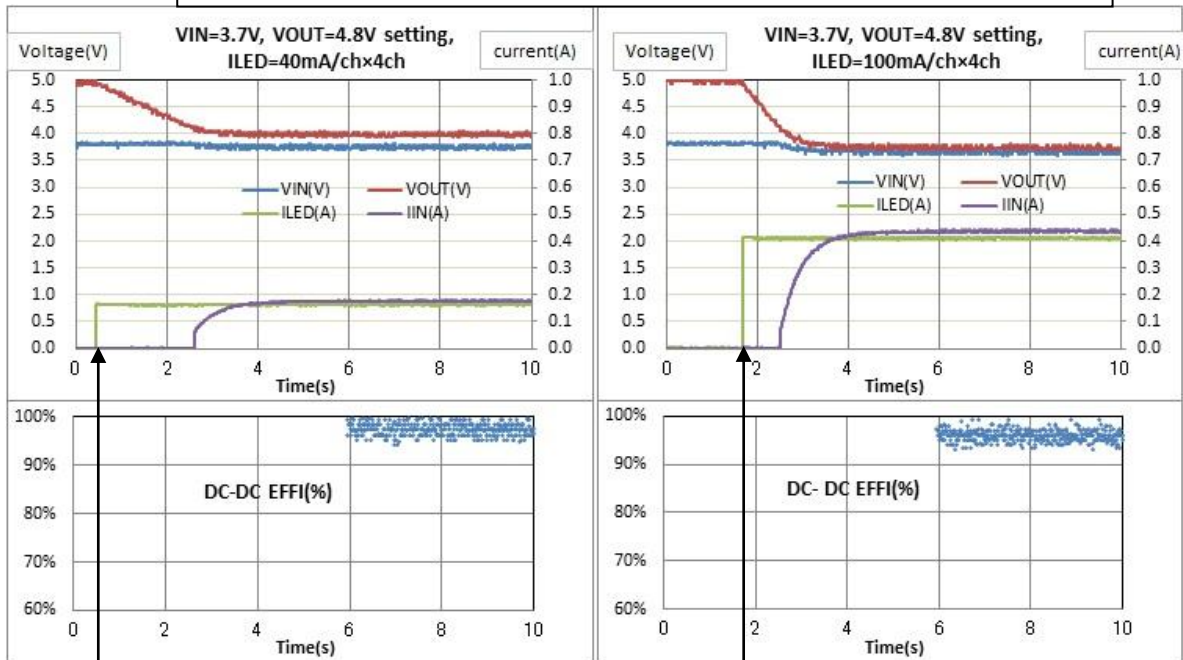 VIN=3.7V, VOUT=4.8V setting,
ILED=40mA/ch×4ch
Voltage(V)
current(A)
5.0
4.5
4.0
3.5
3.0
2.5
2.0
1.5
1.0
0.5
0.0
1.0
0.9
0.8
0.7
0.6
0.5
0.4
0.3
0.2
0.1
0.0
VIN(V) VOUT(V)
ILED(A) IIN(A)
0 2 4 6 8 10
Time(s)
VIN=3.7V, VOUT=4.8V setting,
ILED=100mA/ch×4ch
Voltage(V)
current(A)
5.0
4.5
4.0
3.5
3.0
2.5
2.0
1.5
1.0
0.5
0.0
1.0
0.9
0.8
0.7
0.6
0.5
0.4
0.3
0.2
0.1
0.0
VIN(V) VOUT(V)
ILED(A) IIN(A)
0 2 4 6 8 10
Time(s)
100%
90%
80%
70%
60%
DC-DC EFFI(%)
0 2 4 6 8 10
Time(s)
100%
90%
80%
70%
60%
DC- DC EFFI(%)
0 2 4 6 8 10
Time(s)